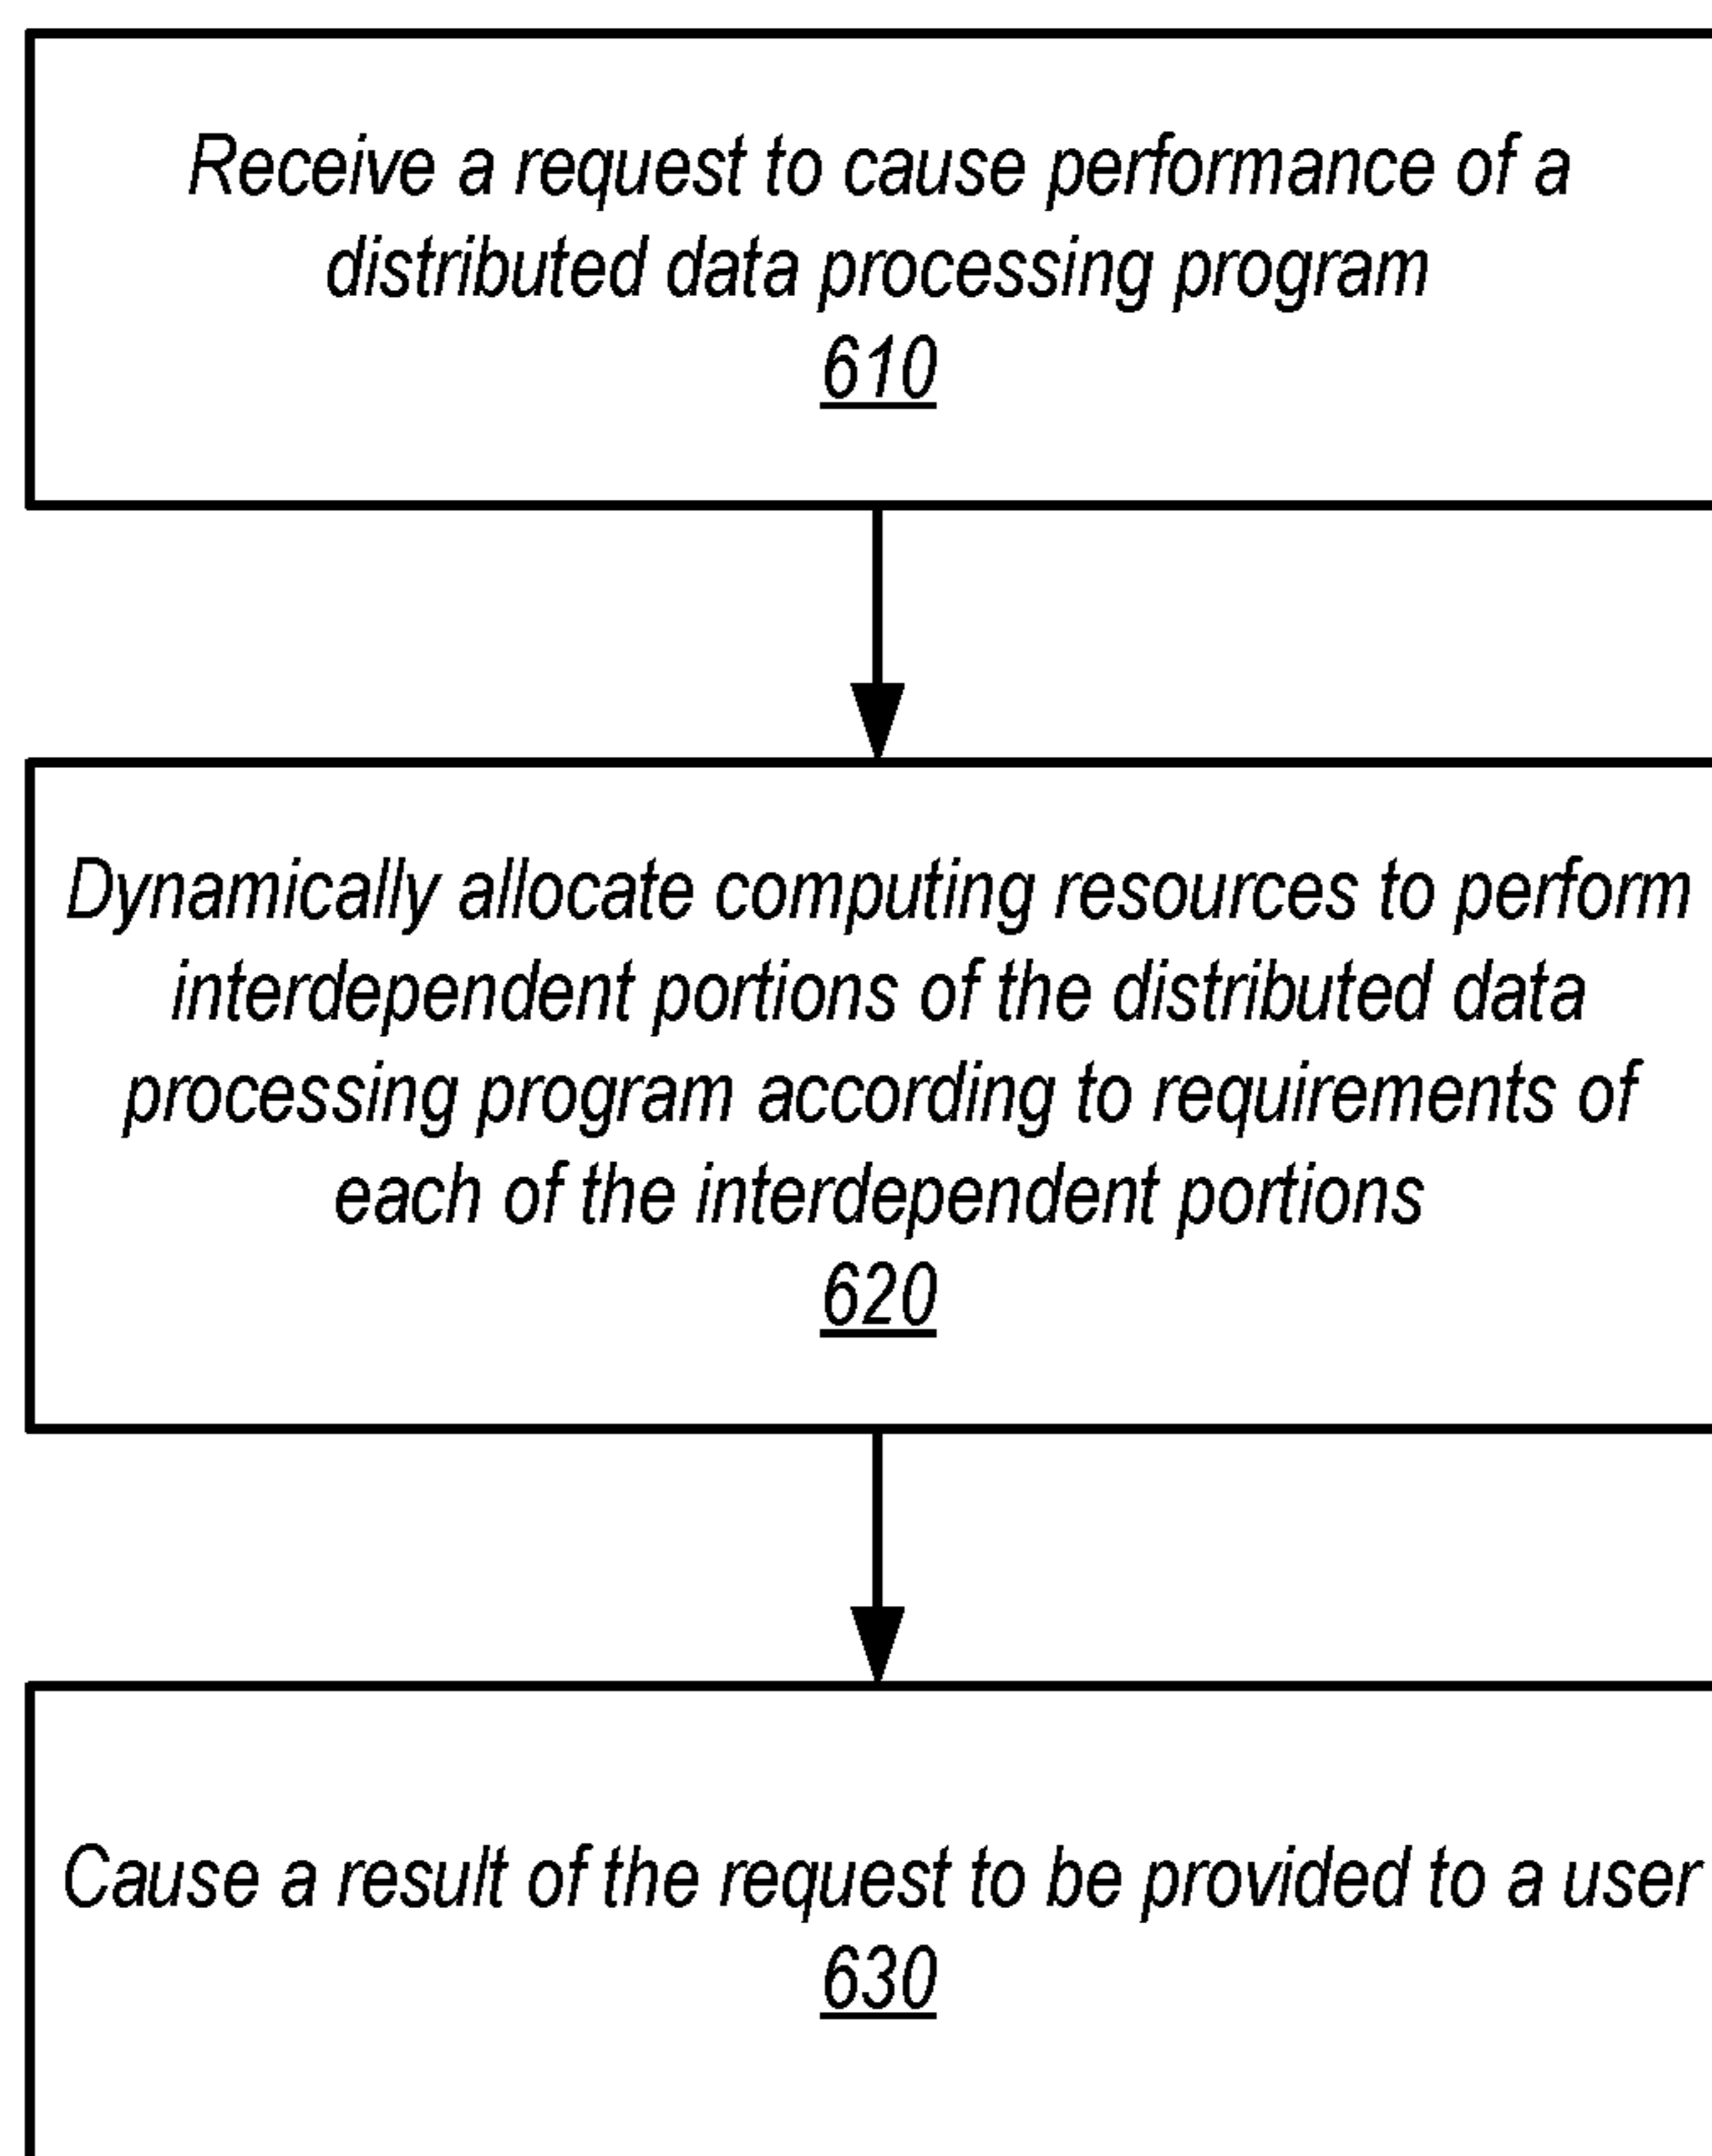 Receive a request to cause performance of a
distributed data processing program
610
Dynamically allocate computing resources to perform
interdependent portions of the distributed data
processing program according to requirements of
each of the interdependent portions
620
Cause a result of the request to be provided to a user
630